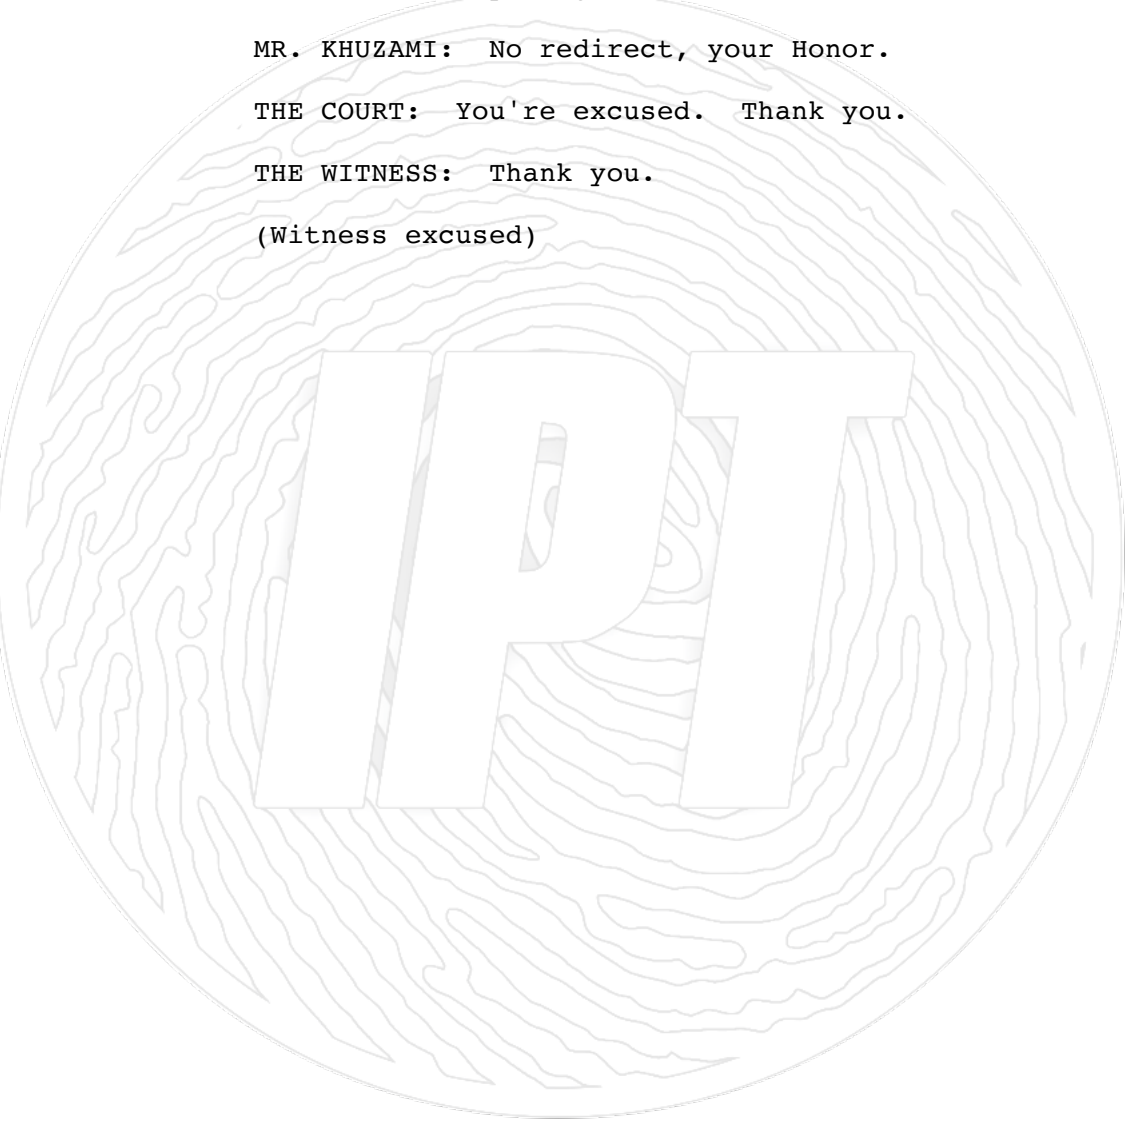 MR. KHUZAMI:  No redirect, your Honor.
THE COURT:  You're excused.  Thank you.
THE WITNESS:  Thank you.
(Witness excused)
IPT